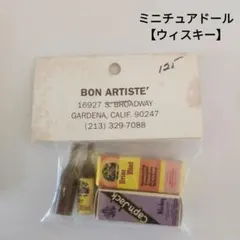 ミニチュアドール
【ウィスキー】
125
BON ARTISTE'
16927 S. BROADWAY
GARDENA, CALIF. 90247
(213) 329-7088